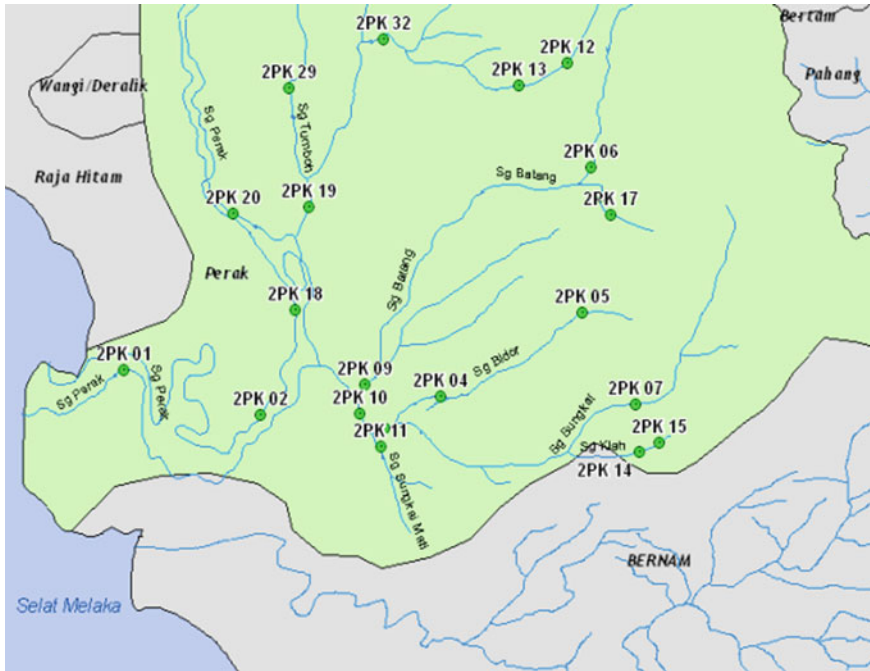 Bertam
2PK 32
2PK 12
2PK 13
2PK 29
Pahang
Wangi/Deralik
Sg Perak
Sg Tumboh
2PK 06
Raja Hitam
Sg Batang
2PK 20
2PK 19
2PK 17
Perak
Sg Batang
2PK 18
2PK 05
2PK 01
Sg Perak
Sg Perak
2PK 09
2PK 04
Sg Bidor
2PK 02
2PK 10
2PK 07
2PK 11
Sg Sungkai
2PK 15
Sg Klah
2PK 14
Sg Sungkai Mati
BERNAM
Selat Melaka